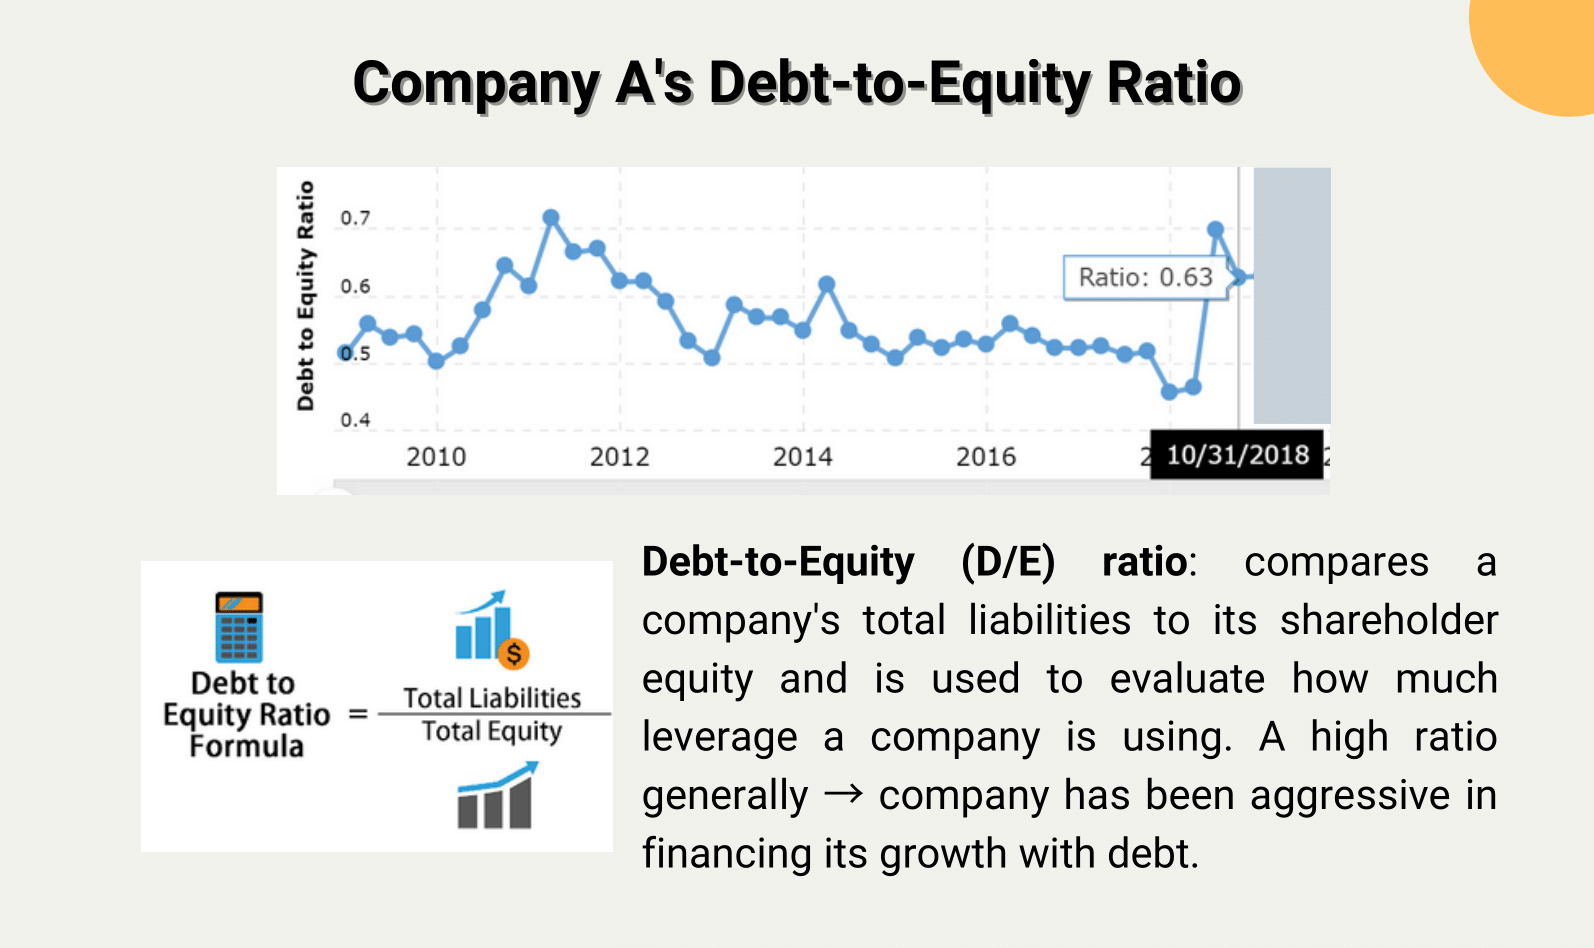 Company A's Debt-to-Equity Ratio
Debt to Equity Ratio
0.7
0.6
0.5
0.4
Ratio: 0.63
2010
2012
2014
2016
2
10/31/2018
Debt to
Equity Ratio
Formula
=
Total Liabilities
Total Equity
$
Debt-to-Equity (D/E) ratio: compares a
company's total liabilities to its shareholder
equity and is used to evaluate how much
leverage a company is using. A high ratio
generally → company has been aggressive in
financing its growth with debt.